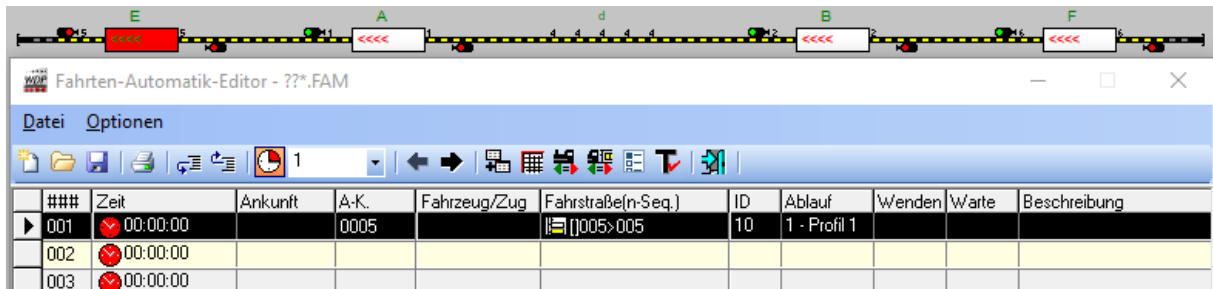 E A d B F
5 <<<< 5 1 <<<< 1 4 4 4 4 4 2 <<<< 2 6 <<<< 6
WDP Fahrten-Automatik-Editor - ??*.FAM
Datei Optionen
1
### Zeit Ankunft A-K. Fahrzeug/Zug Fahrstraße(n-Seq.) ID Ablauf Wenden Warte Beschreibung
001 00:00:00 0005 []005>005 10 1 - Profil 1
002 00:00:00
003 00:00:00